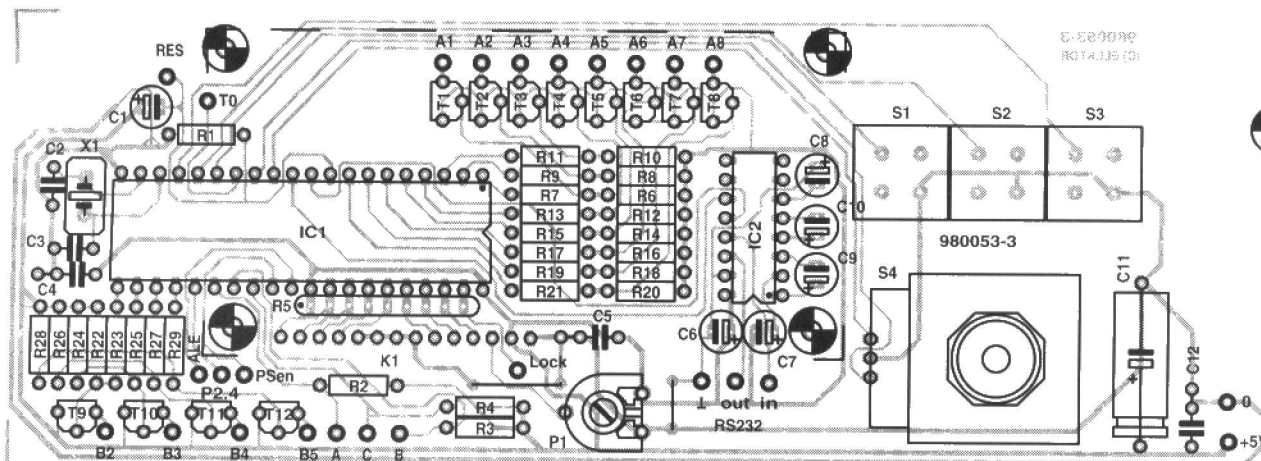 A1 A2 A3 A4 A5 A6 A7 A8
980053-3
(C) ELEKTOR
RES
T0
C1
R1
T1 T2 T3 T4 T5 T6 T7 T8
S1 S2 S3
C2 X1
C8
R11 R10
R9 R8
R7 R6
R13 R12
R15 R14
R17 R16
R19 R18
R21 R20
IC1
IC2
C10
C9
C3
C4
980053-3
S4
C11
R5
C5
C6
C7
R28 R26 R24 R22 R23 R25 R27 R29
ALE
K1
Lock
PSen
P2.4
R2
C12
⊥ out in
RS232
R4
R3
P1
T9 T10 T11 T12
B2 B3 B4 B5 A C B
0
+5V